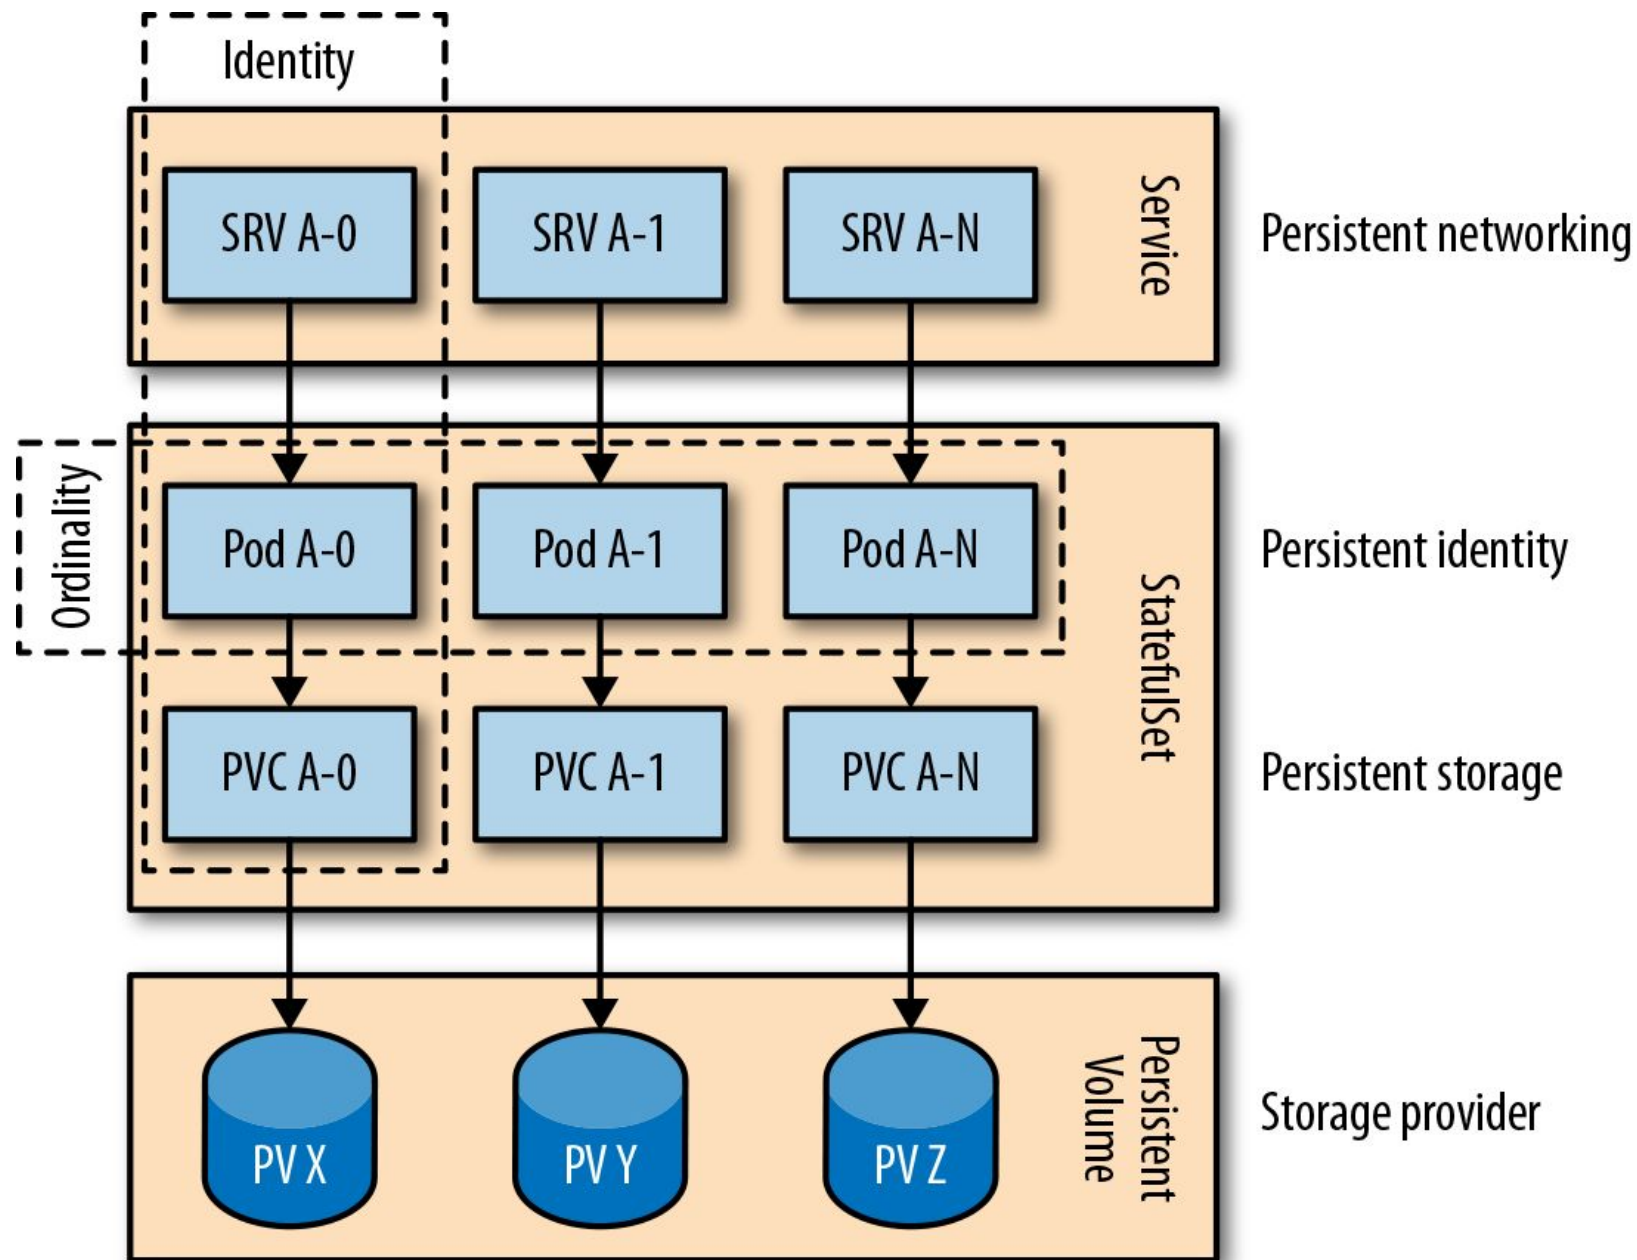 Identity
SRV A-0
SRV A-1
SRV A-N
Service
Persistent networking
Ordinality
Pod A-0
Pod A-1
Pod A-N
Persistent identity
StatefulSet
PVC A-0
PVC A-1
PVC A-N
Persistent storage
PV X
PV Y
PV Z
Persistent
Volume
Storage provider